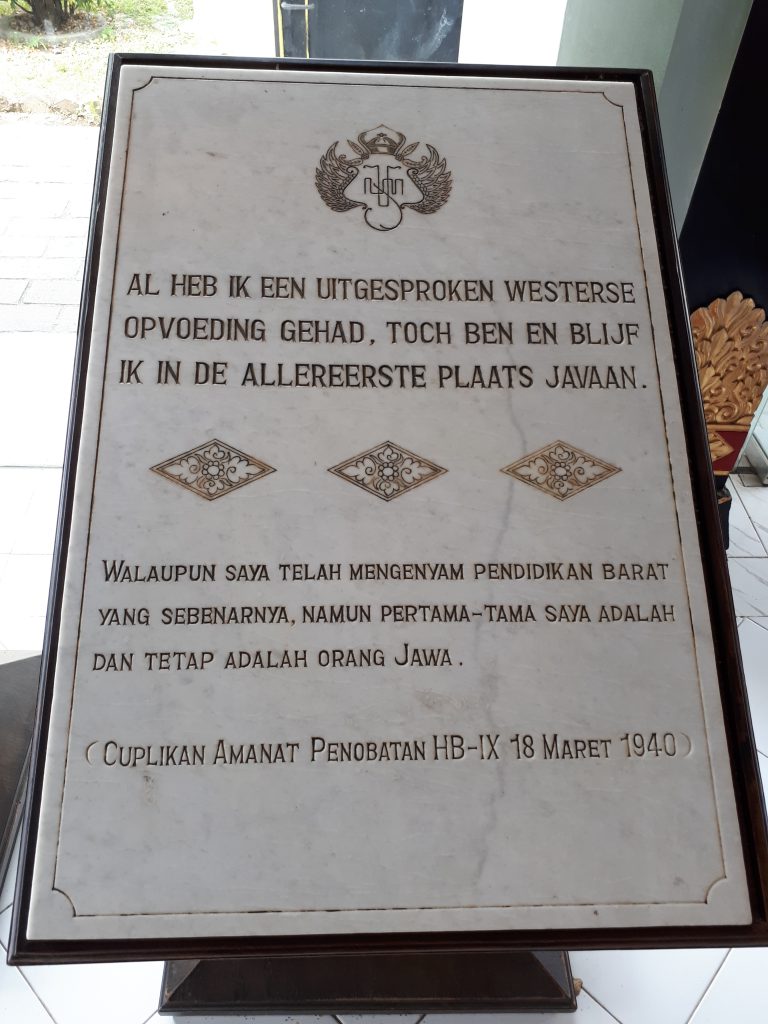 AL HEB IK EEN UITGESPROKEN WESTERSE
OPVOEDING GEHAD, TOCH BEN EN BLIJF
IK IN DE ALLEREERSTE PLAATS JAVAAN.
WALAUPUN SAYA TELAH MENGENYAM PENDIDIKAN BARAT
YANG SEBENARNYA, NAMUN PERTAMA-TAMA SAYA ADALAH
DAN TETAP ADALAH ORANG JAWA.
(CUPLIKAN AMANAT PENOBATAN HB-IX 18 MARET 1940)